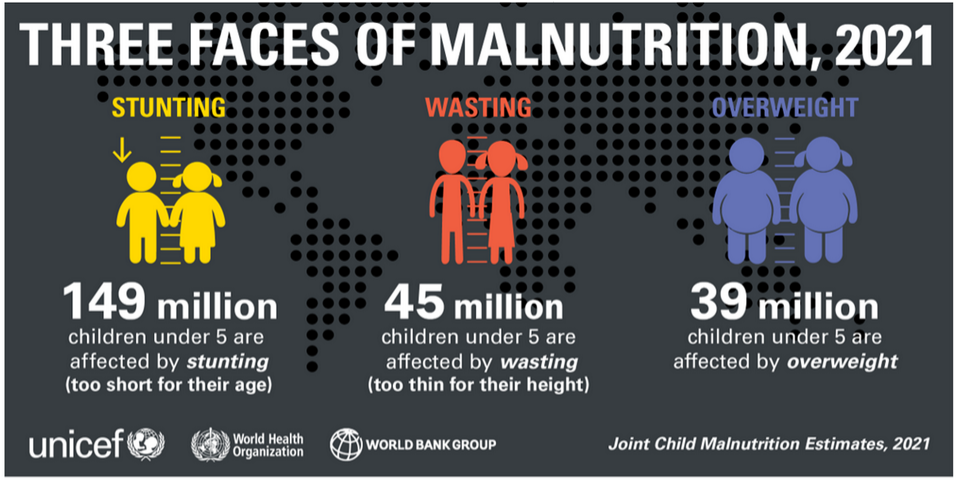 THREE FACES OF MALNUTRITION, 2021
STUNTING
149 million
children under 5 are
affected by stunting
(too short for their age)
WASTING
45 million
children under 5 are
affected by wasting
(too thin for their height)
OVERWEIGHT
39 million
children under 5 are
affected by overweight
unicef
World Health
Organization
WORLD BANK GROUP
Joint Child Malnutrition Estimates, 2021